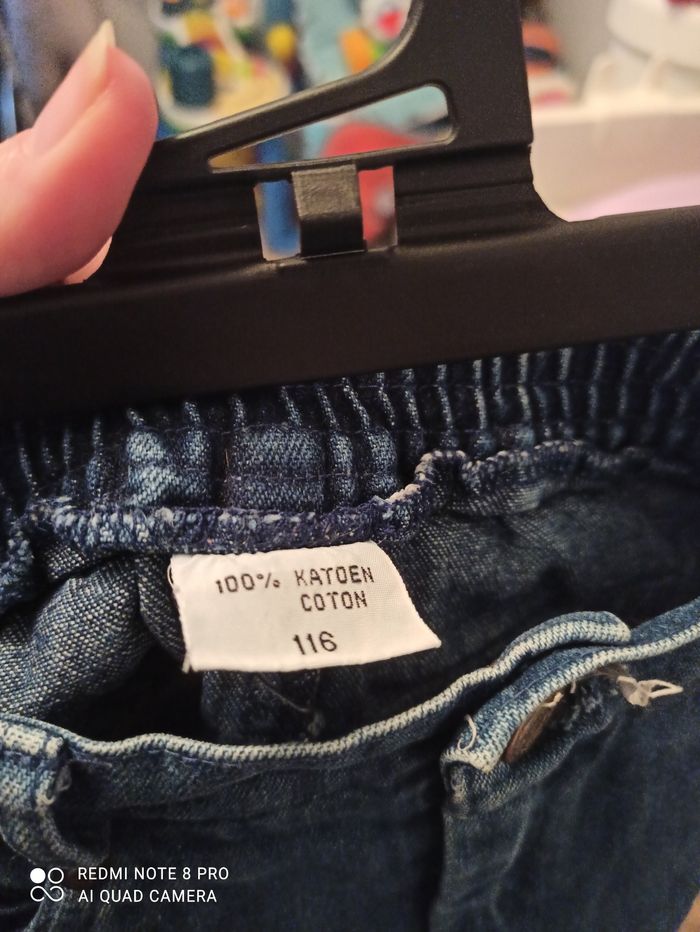 100% KATOEN
COTON
116
REDMI NOTE 8 PRO
AI QUAD CAMERA